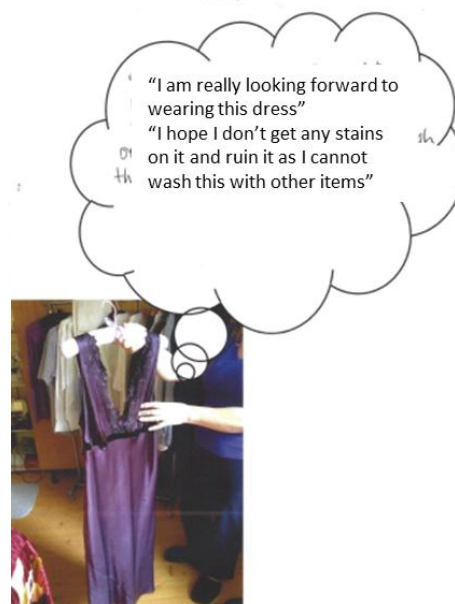 “I am really looking forward to
wearing this dress”
“I hope I don’t get any stains
on it and ruin it as I cannot
wash this with other items”